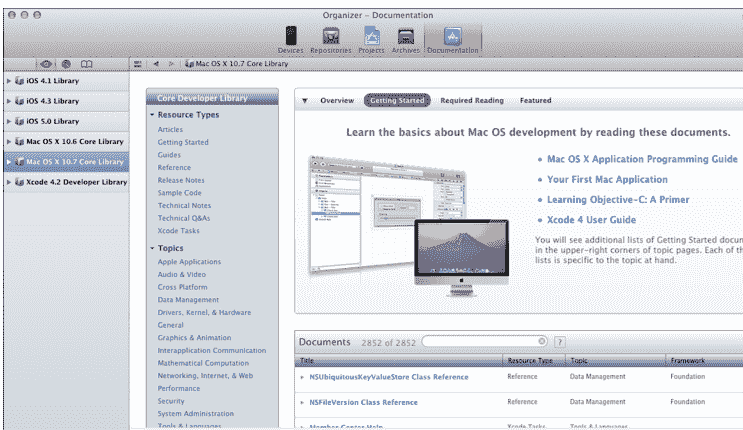 Organizer – Documentation
Devices Repositories Projects Archives Documentation
Mac OS X 10.7 Core Library
iOS 4.1 Library
iOS 4.3 Library
iOS 5.0 Library
Mac OS X 10.6 Core Library
Mac OS X 10.7 Core Library
Xcode 4.2 Developer Library
Core Developer Library
Resource Types
Articles
Getting Started
Guides
Reference
Release Notes
Sample Code
Technical Notes
Technical Q&As
Xcode Tasks
Topics
Apple Applications
Audio & Video
Cross Platform
Data Management
Drivers, Kernel, & Hardware
General
Graphics & Animation
Interapplication Communication
Mathematical Computation
Networking, Internet, & Web
Performance
Security
System Administration
Tools & Languages
Overview Getting Started Required Reading Featured
Learn the basics about Mac OS development by reading these documents.
• Mac OS X Application Programming Guide
• Your First Mac Application
• Learning Objective-C: A Primer
• Xcode 4 User Guide
You will see additional lists of Getting Started docu
in the upper-right corners of topic pages. Each of th
lists is specific to the topic at hand.
Documents 2852 of 2852 ?
Title Resource Type Topic Framework
NSUbiquitousKeyValueStore Class Reference Reference Data Management Foundation
NSFileVersion Class Reference Reference Data Management Foundation
Member Center Help Xcode Tasks Tools & Languages